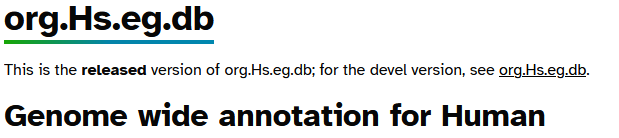 org.Hs.eg.db
This is the released version of org.Hs.eg.db; for the devel version, see org.Hs.eg.db.
Genome wide annotation for Human